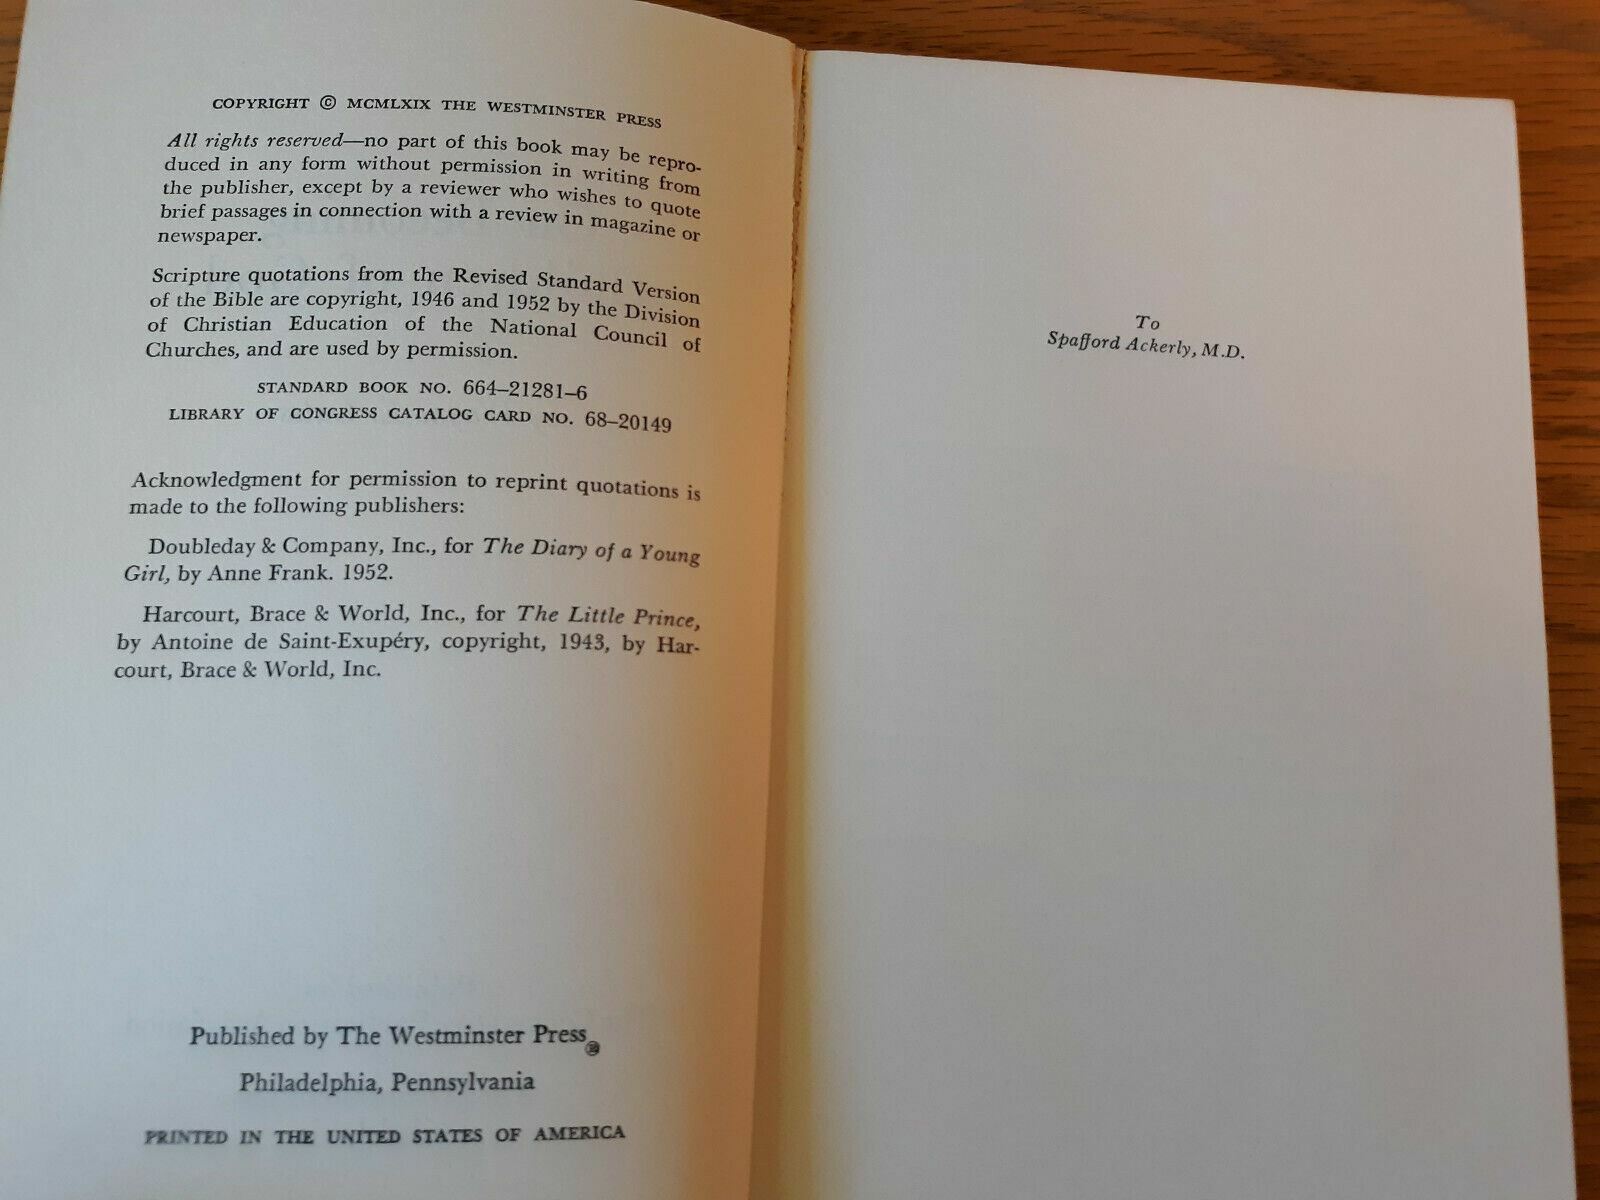 COPYRIGHT © MCMLXIX THE WESTMINSTER PRESS
All rights reserved—no part of this book may be repro-
duced in any form without permission in writing from
the publisher, except by a reviewer who wishes to quote
brief passages in connection with a review in magazine or
newspaper.
Scripture quotations from the Revised Standard Version
of the Bible are copyright, 1946 and 1952 by the Division
of Christian Education of the National Council of
Churches, and are used by permission.
STANDARD BOOK NO. 664–21281–6
LIBRARY OF CONGRESS CATALOG CARD NO. 68–20149
Acknowledgment for permission to reprint quotations is
made to the following publishers:
Doubleday & Company, Inc., for The Diary of a Young
Girl, by Anne Frank. 1952.
Harcourt, Brace & World, Inc., for The Little Prince,
by Antoine de Saint-Exupéry, copyright, 1943, by Har-
court, Brace & World, Inc.
Published by The Westminster Press®
Philadelphia, Pennsylvania
PRINTED IN THE UNITED STATES OF AMERICA
To
Spafford Ackerly, M.D.